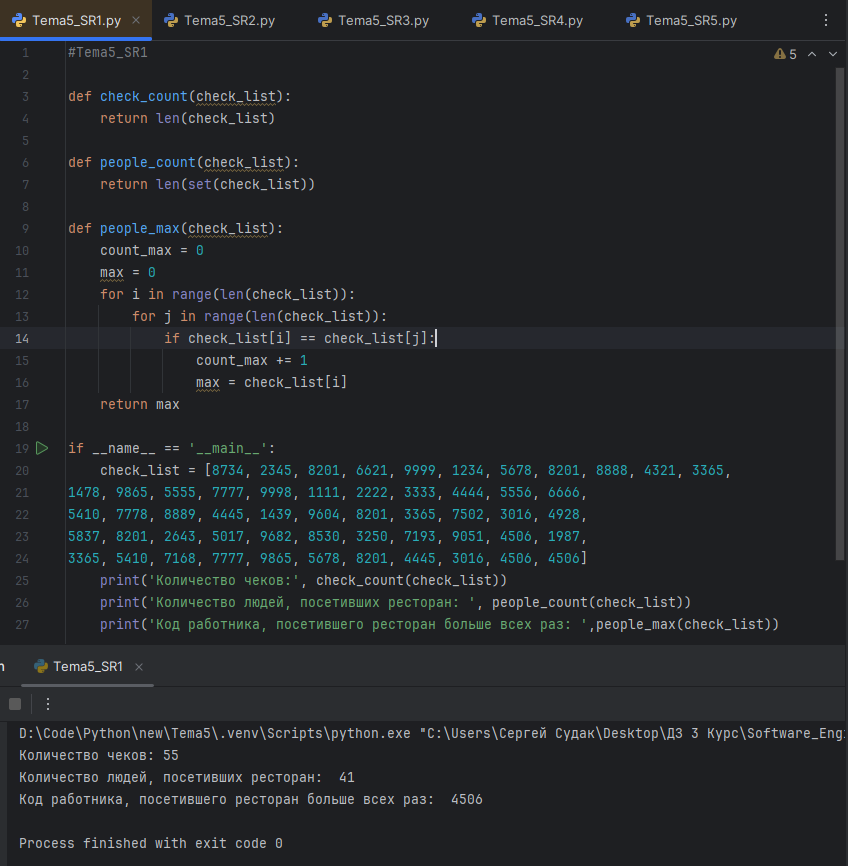 Tema5_SR1.py × Tema5_SR2.py Tema5_SR3.py Tema5_SR4.py Tema5_SR5.py
1 #Tema5_SR1 5
2
3 def check_count(check_list):
4 return len(check_list)
5
6 def people_count(check_list):
7 return len(set(check_list))
8
9 def people_max(check_list):
10 count_max = 0
11 max = 0
12 for i in range(len(check_list)):
13 for j in range(len(check_list)):
14 if check_list[i] == check_list[j]:
15 count_max += 1
16 max = check_list[i]
17 return max
18
19 if __name__ == '__main__':
20 check_list = [8734, 2345, 8201, 6621, 9999, 1234, 5678, 8201, 8888, 4321, 3365,
21 1478, 9865, 5555, 7777, 9998, 1111, 2222, 3333, 4444, 5556, 6666,
22 5410, 7778, 8889, 4445, 1439, 9604, 8201, 3365, 7502, 3016, 4928,
23 5837, 8201, 2643, 5017, 9682, 8530, 3250, 7193, 9051, 4506, 1987,
24 3365, 5410, 7168, 7777, 9865, 5678, 8201, 4445, 3016, 4506, 4506]
25 print('Количество чеков:', check_count(check_list))
26 print('Количество людей, посетивших ресторан: ', people_count(check_list))
27 print('Код работника, посетившего ресторан больше всех раз: ',people_max(check_list))
n Tema5_SR1 ×
D:\Code\Python\new\Tema5\.venv\Scripts\python.exe "C:\Users\Сергей Судак\Desktop\ДЗ 3 Курс\Software_Engi
Количество чеков: 55
Количество людей, посетивших ресторан:  41
Код работника, посетившего ресторан больше всех раз:  4506
Process finished with exit code 0